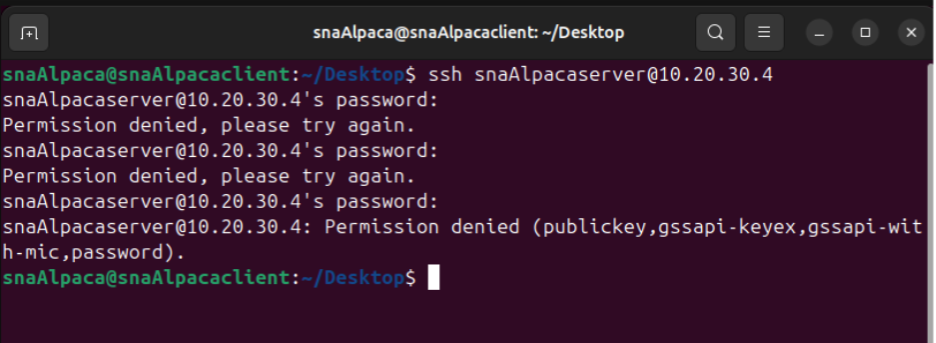 snaAlpaca@snaAlpacaclient: ~/Desktop
snaAlpaca@snaAlpacaclient:~/Desktop$ ssh snaAlpacaserver@10.20.30.4
snaAlpacaserver@10.20.30.4's password:
Permission denied, please try again.
snaAlpacaserver@10.20.30.4's password:
Permission denied, please try again.
snaAlpacaserver@10.20.30.4's password:
snaAlpacaserver@10.20.30.4: Permission denied (publickey,gssapi-keyex,gssapi-wit
h-mic,password).
snaAlpaca@snaAlpacaclient:~/Desktop$